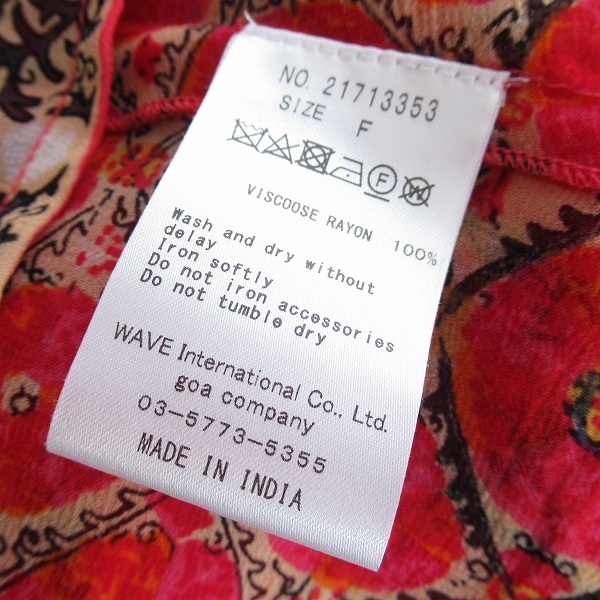 NO. 21713353
SIZE F
VISCOOSE RAYON 100%
Wash and dry without
delay
Iron softly
Do not iron accessories
Do not tumble dry
WAVE International Co., Ltd.
goa company
03-5773-5355
MADE IN INDIA